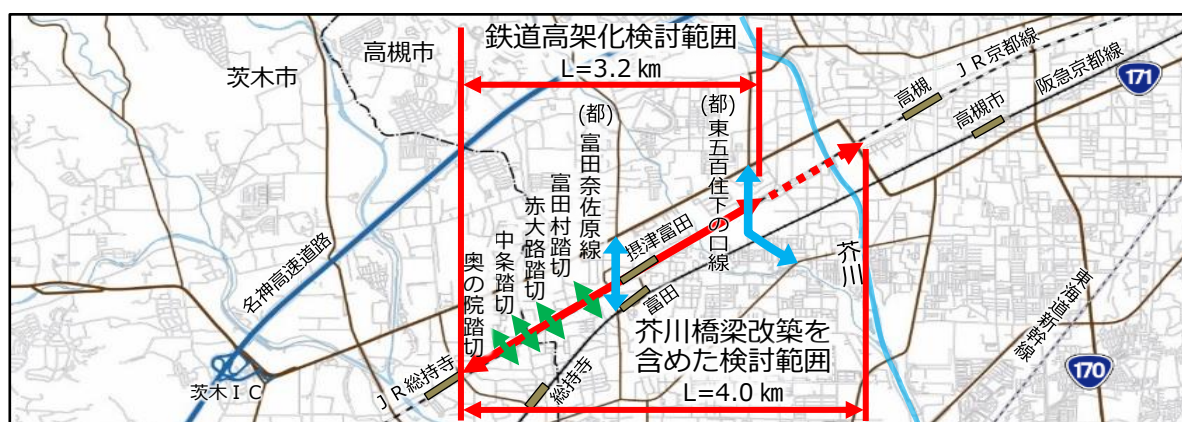 鉄道高架化検討範囲
L=3.2 km
茨木市
高槻市
(都)富田奈佐原線
(都)東五百住下の口線
高槻
JR京都線
高槻市
阪急京都線
171
名神高速道路
奥の院踏切
中条踏切
赤大路踏切
富田村踏切
摂津富田
富田
芥川
東海道新幹線
芥川橋梁改築を
含めた検討範囲
L=4.0 km
170
茨木IC
JR総持寺
総持寺